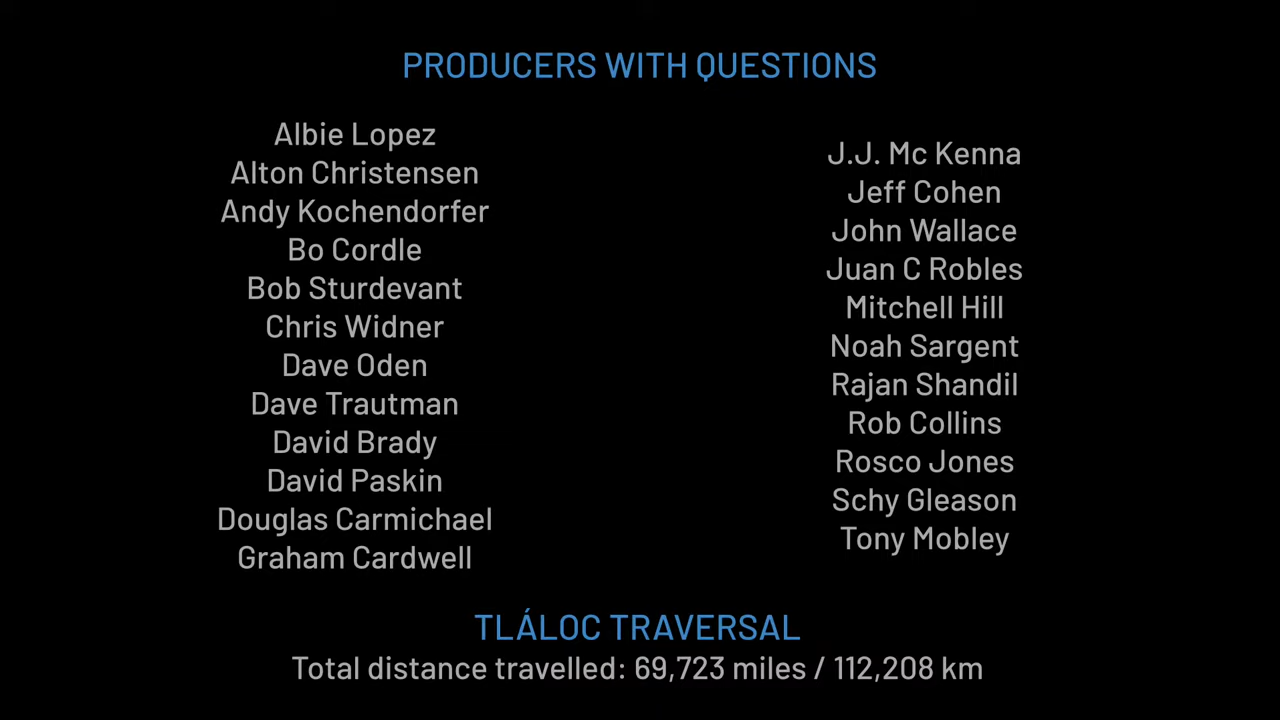 PRODUCERS WITH QUESTIONS
Albie Lopez
Alton Christensen
Andy Kochendorfer
Bo Cordle
Bob Sturdevant
Chris Widner
Dave Oden
Dave Trautman
David Brady
David Paskin
Douglas Carmichael
Graham Cardwell
J.J. Mc Kenna
Jeff Cohen
John Wallace
Juan C Robles
Mitchell Hill
Noah Sargent
Rajan Shandil
Rob Collins
Rosco Jones
Schy Gleason
Tony Mobley
TLÁLOC TRAVERSAL
Total distance travelled: 69,723 miles / 112,208 km